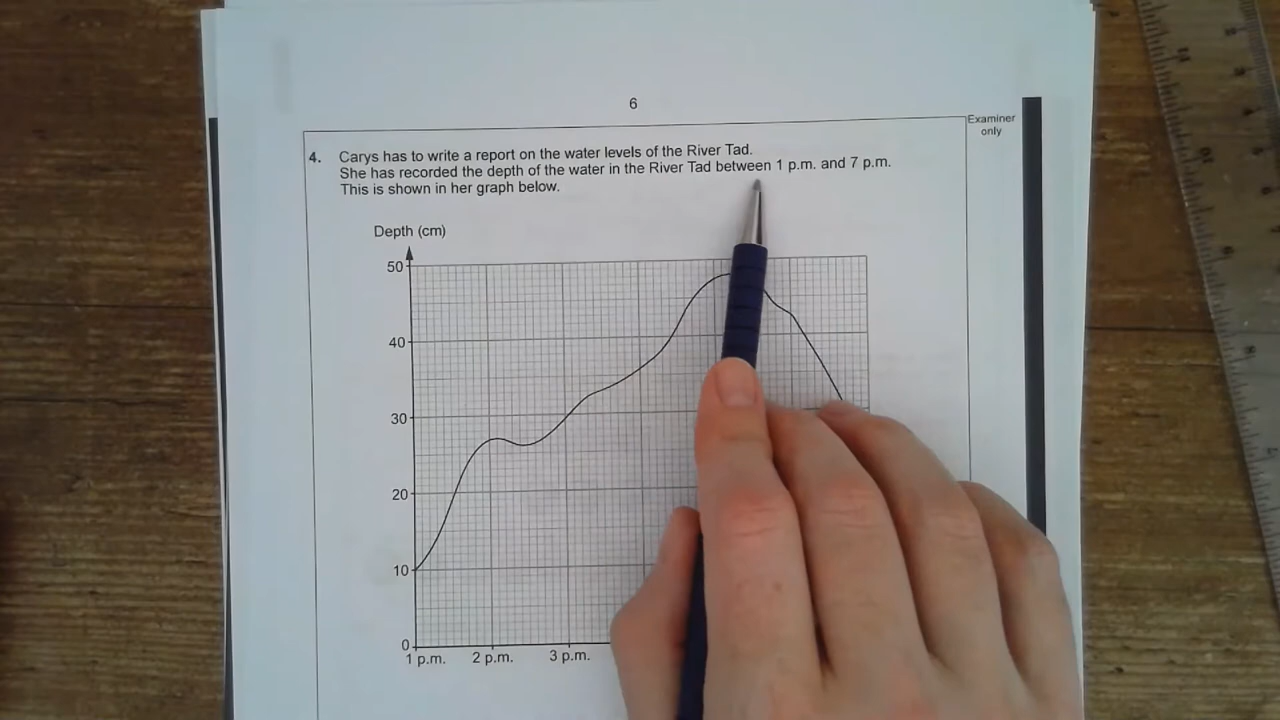 6
Examiner
only
4. Carys has to write a report on the water levels of the River Tad.
She has recorded the depth of the water in the River Tad between 1 p.m. and 7 p.m.
This is shown in her graph below.
Depth (cm)
50
40
30
20
10
0
1 p.m. 2 p.m. 3 p.m.